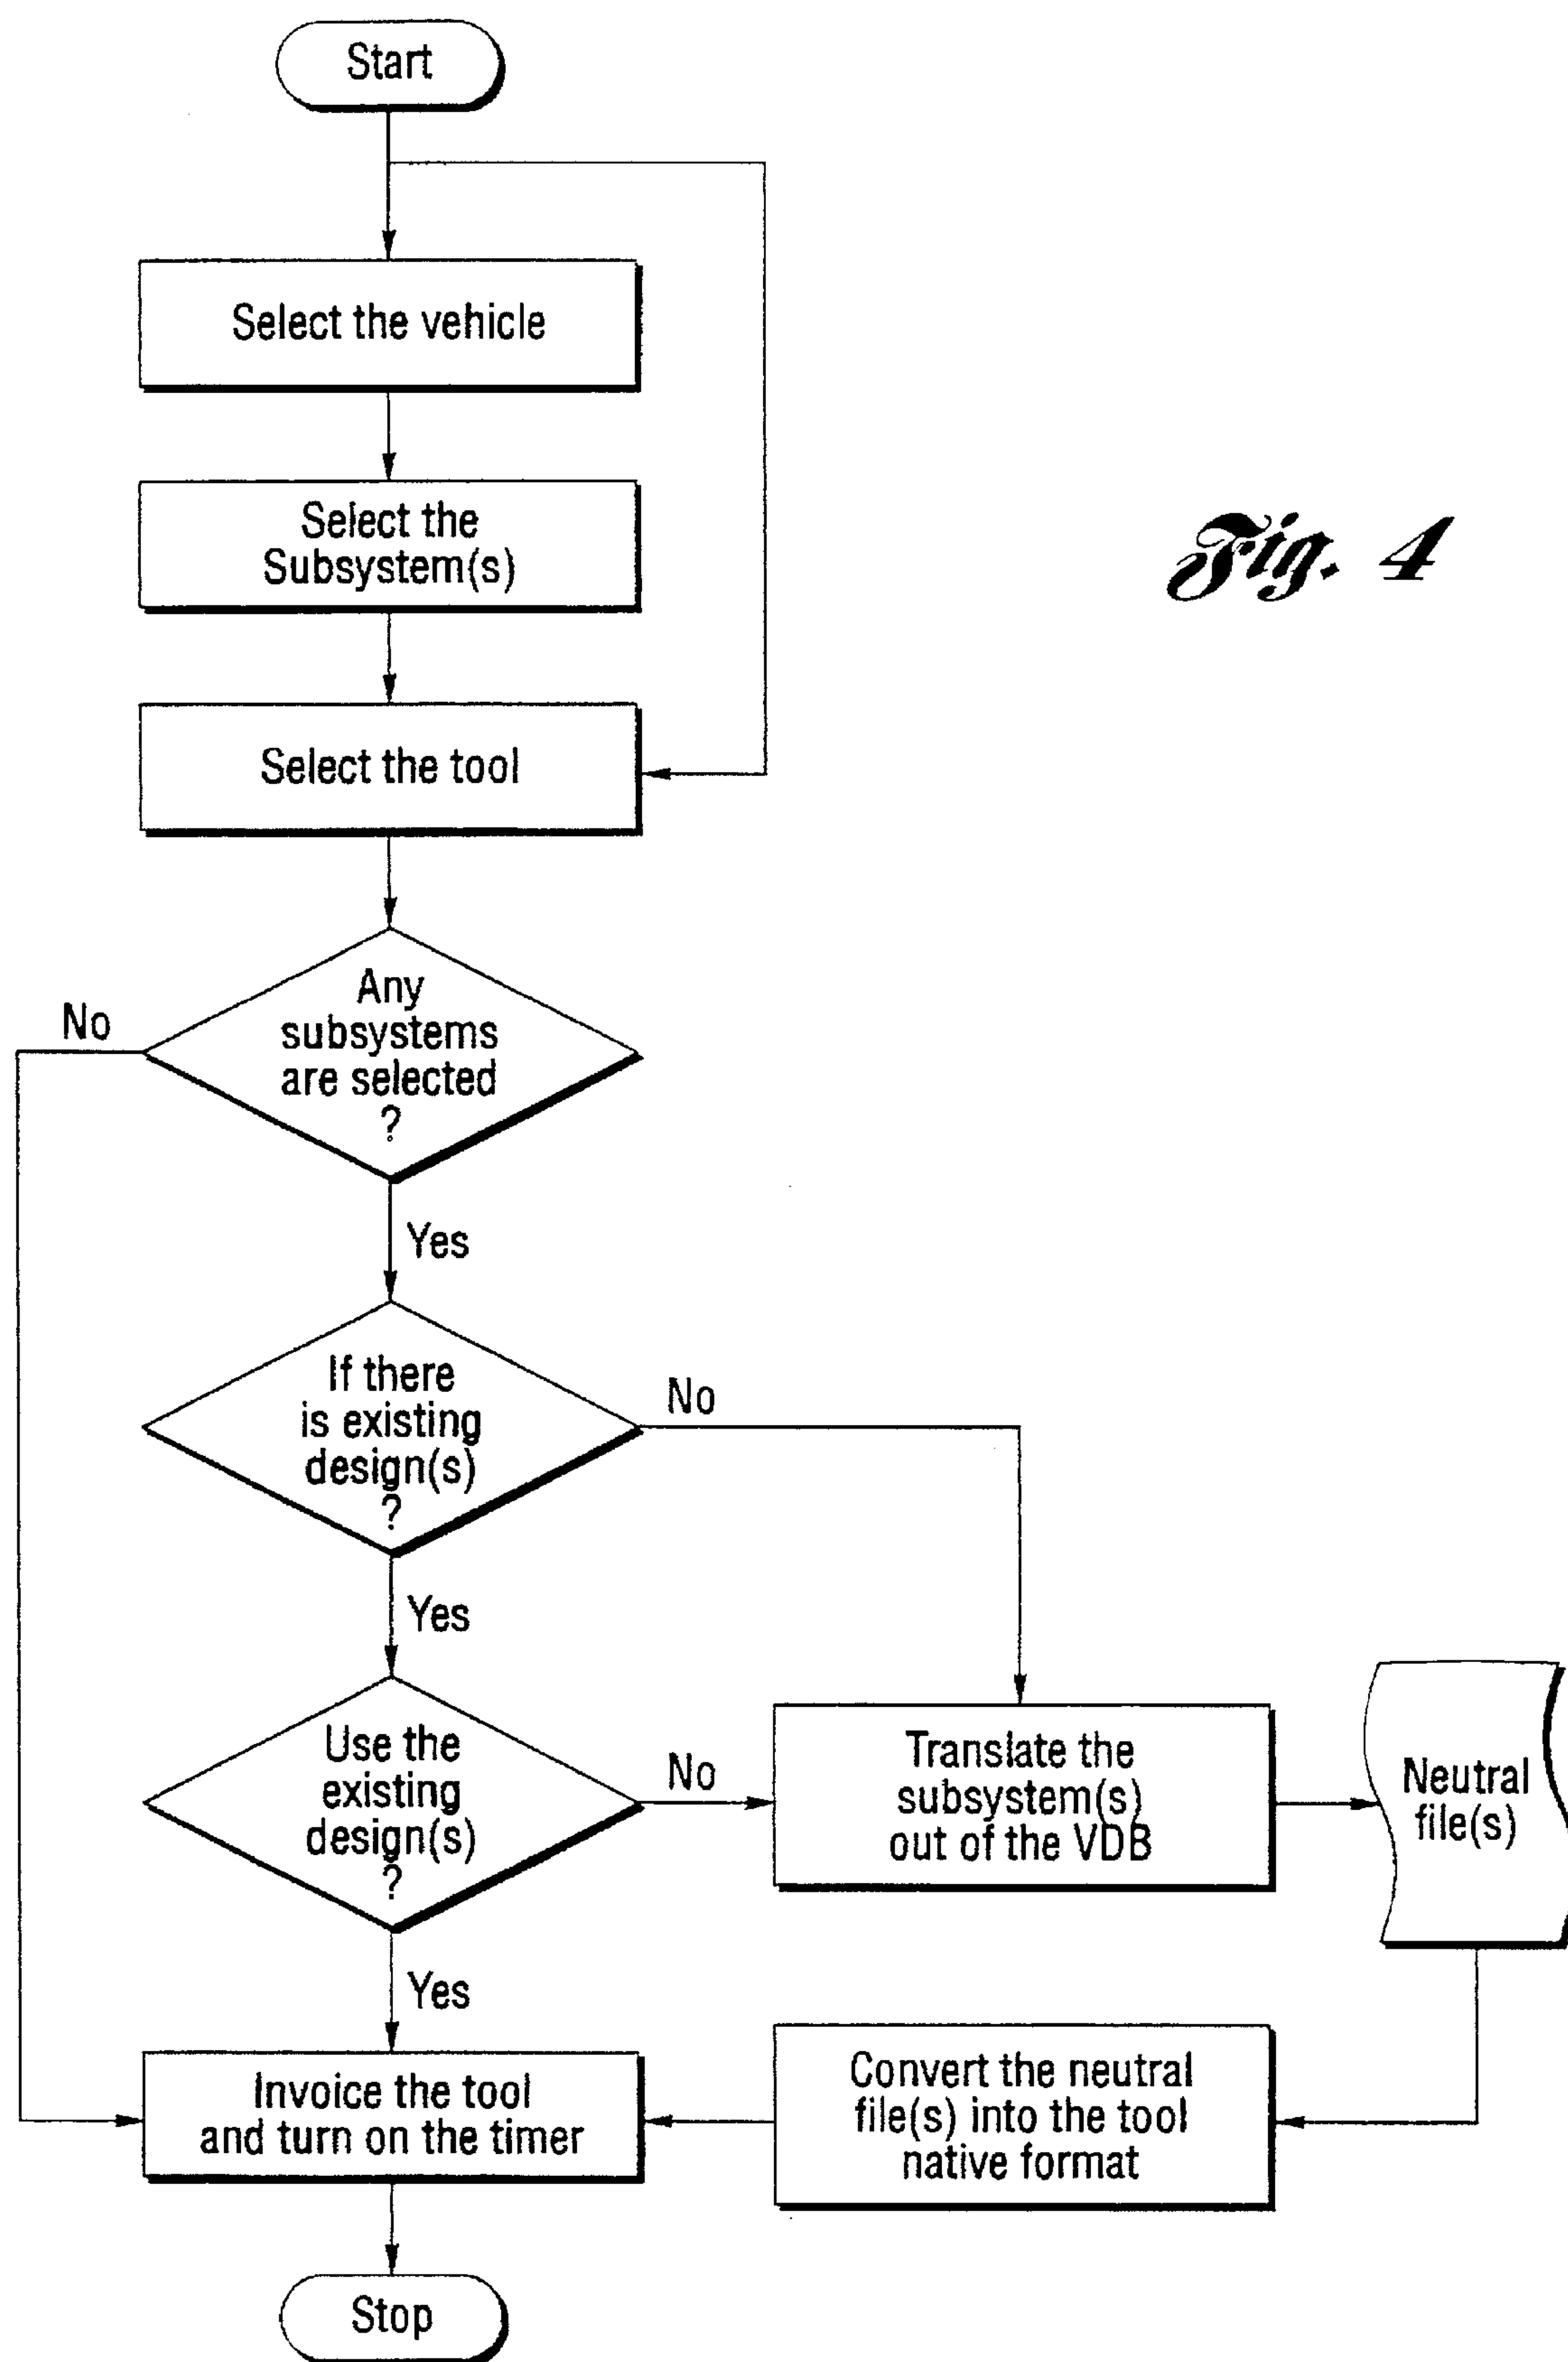 Start
Select the vehicle
Select the
Subsystem(s)
Fig. 4
Select the tool
Any
subsystems
are selected
?
No
Yes
If there
is existing
design(s)
?
No
Yes
Use the
existing
design(s)
?
No
Translate the
subsystem(s)
out of the VDB
Neutral
file(s)
Yes
Invoice the tool
and turn on the timer
Convert the neutral
file(s) into the tool
native format
Stop